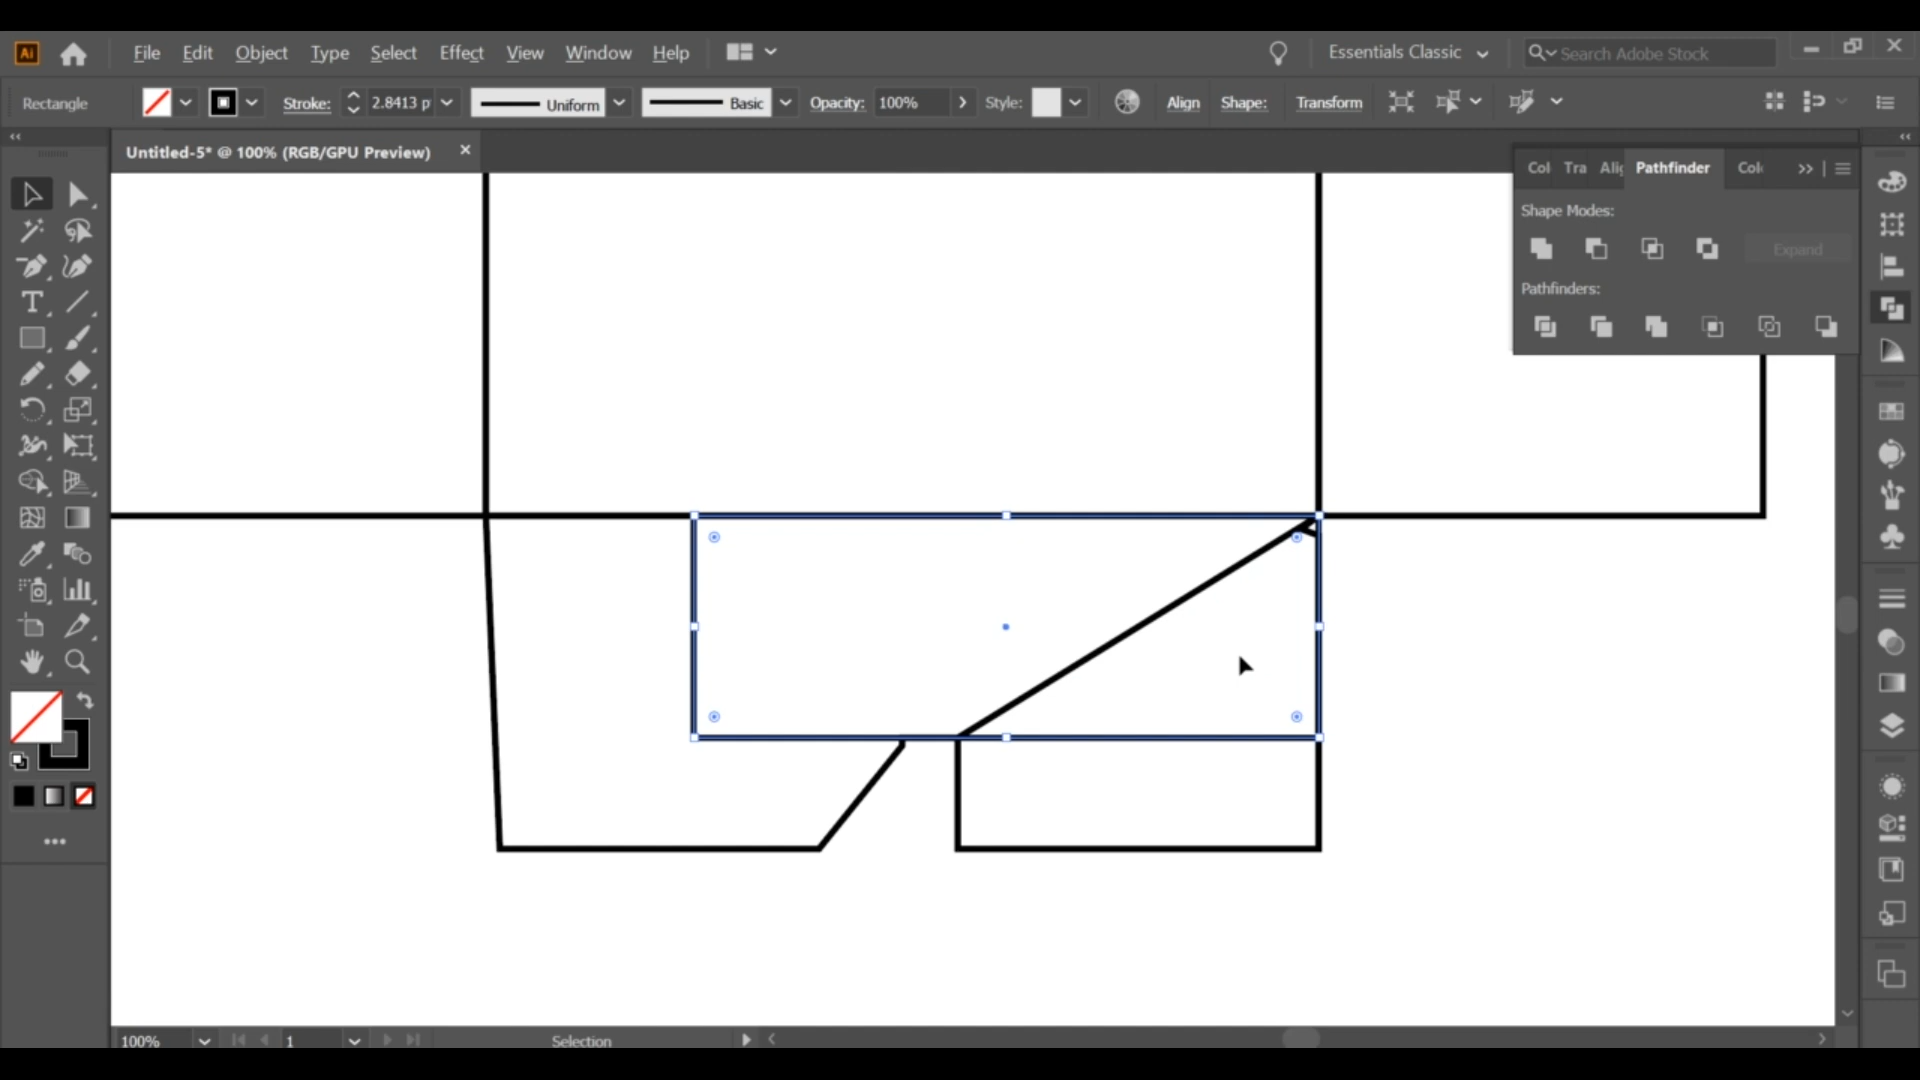 Ai File Edit Object Type Select Effect View Window Help Essentials Classic Search Adobe Stock
Rectangle Stroke: 2.8413 p Uniform Basic Opacity: 100% Style: Align Shape: Transform
Untitled-5* @ 100% (RGB/GPU Preview)
Col Tra Alig Pathfinder Col
Shape Modes:
Expand
Pathfinders:
100% 1 Selection